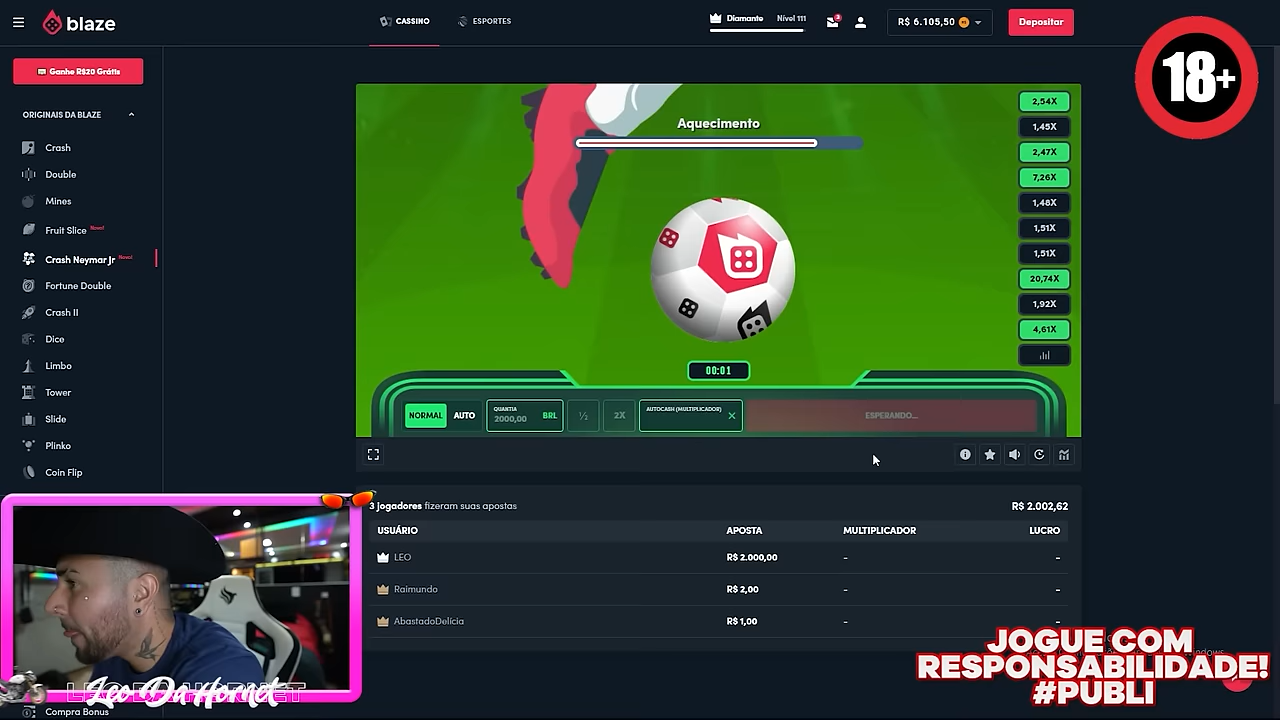 blaze
CASSINO
ESPORTES
Diamante Nível 111
R$ 6.105,50
Depositar
18+
Ganhe R$20 Grátis
ORIGINAIS DA BLAZE
Crash
Double
Mines
Fruit Slice Novo!
Crash Neymar Jr Novo!
Fortune Double
Crash II
Dice
Limbo
Tower
Slide
Plinko
Coin Flip
Compra Bonus
Aquecimento
2,54X
1,45X
2,47X
7,26X
1,48X
1,51X
1,51X
20,74X
1,92X
4,61X
00:01
NORMAL AUTO
QUANTIA
2000,00 BRL
½
2X
AUTOCASH (MULTIPLICADOR)
ESPERANDO...
3 jogadores fizeram suas apostas R$ 2.002,62
USUÁRIO APOSTA MULTIPLICADOR LUCRO
LEO R$ 2.000,00 - -
Raimundo R$ 2,00 - -
AbastadoDelícia R$ 1,00 - -
Leo Da Hornet
JOGUE COM
RESPONSABILIDADE!
#PUBLI